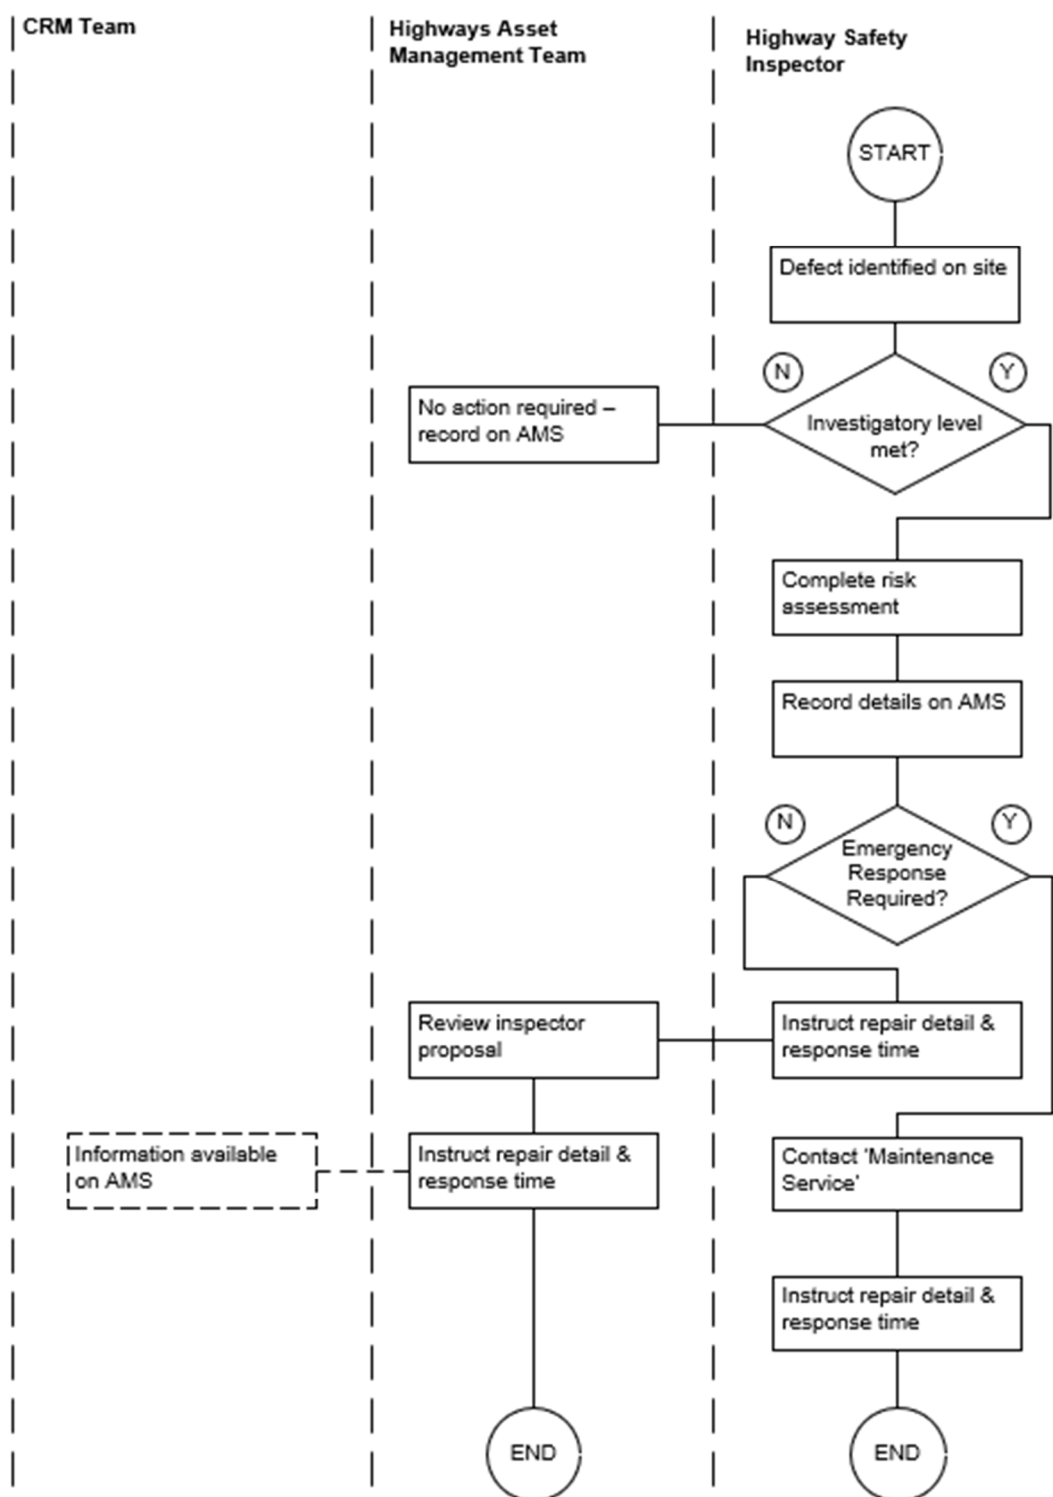 CRM Team
Highways Asset
Management Team
Highway Safety
Inspector
START
Defect identified on site
N
Y
No action required –
record on AMS
Investigatory level
met?
Complete risk
assessment
Record details on AMS
N
Y
Emergency
Response
Required?
Review inspector
proposal
Instruct repair detail &
response time
Information available
on AMS
Instruct repair detail &
response time
Contact 'Maintenance
Service'
Instruct repair detail &
response time
END
END